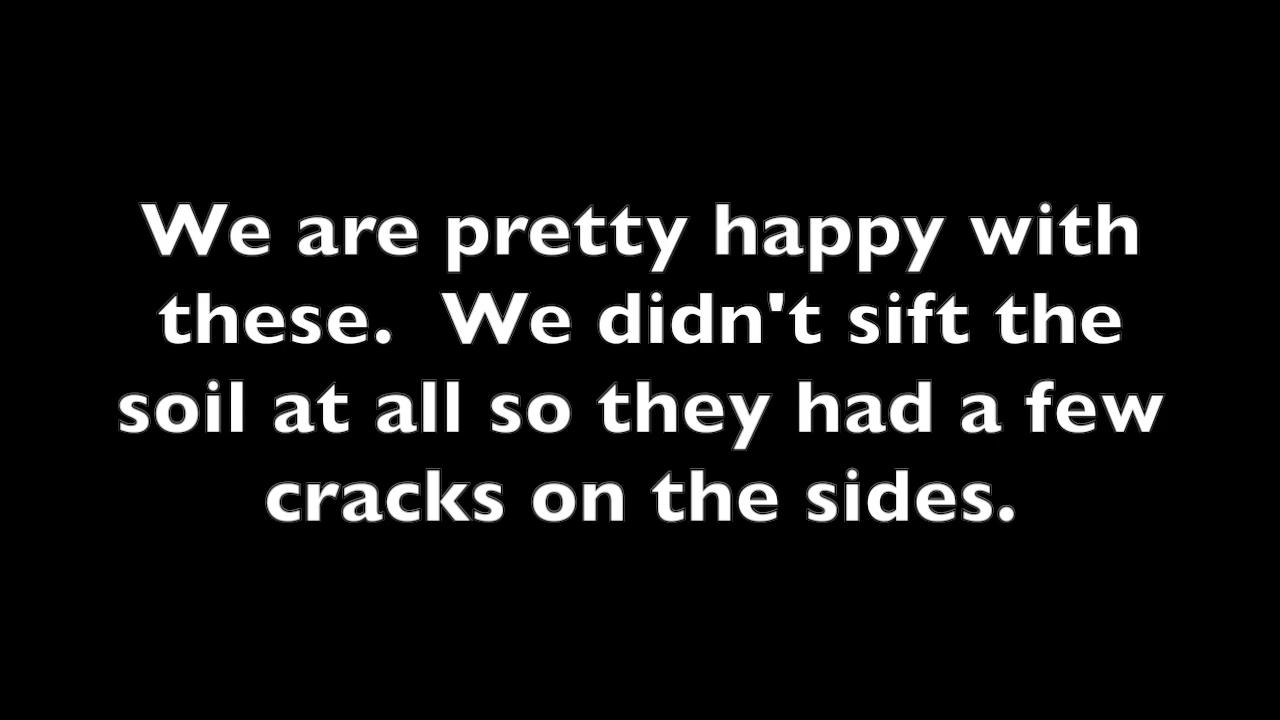 We are pretty happy with
these.  We didn't sift the
soil at all so they had a few
cracks on the sides.